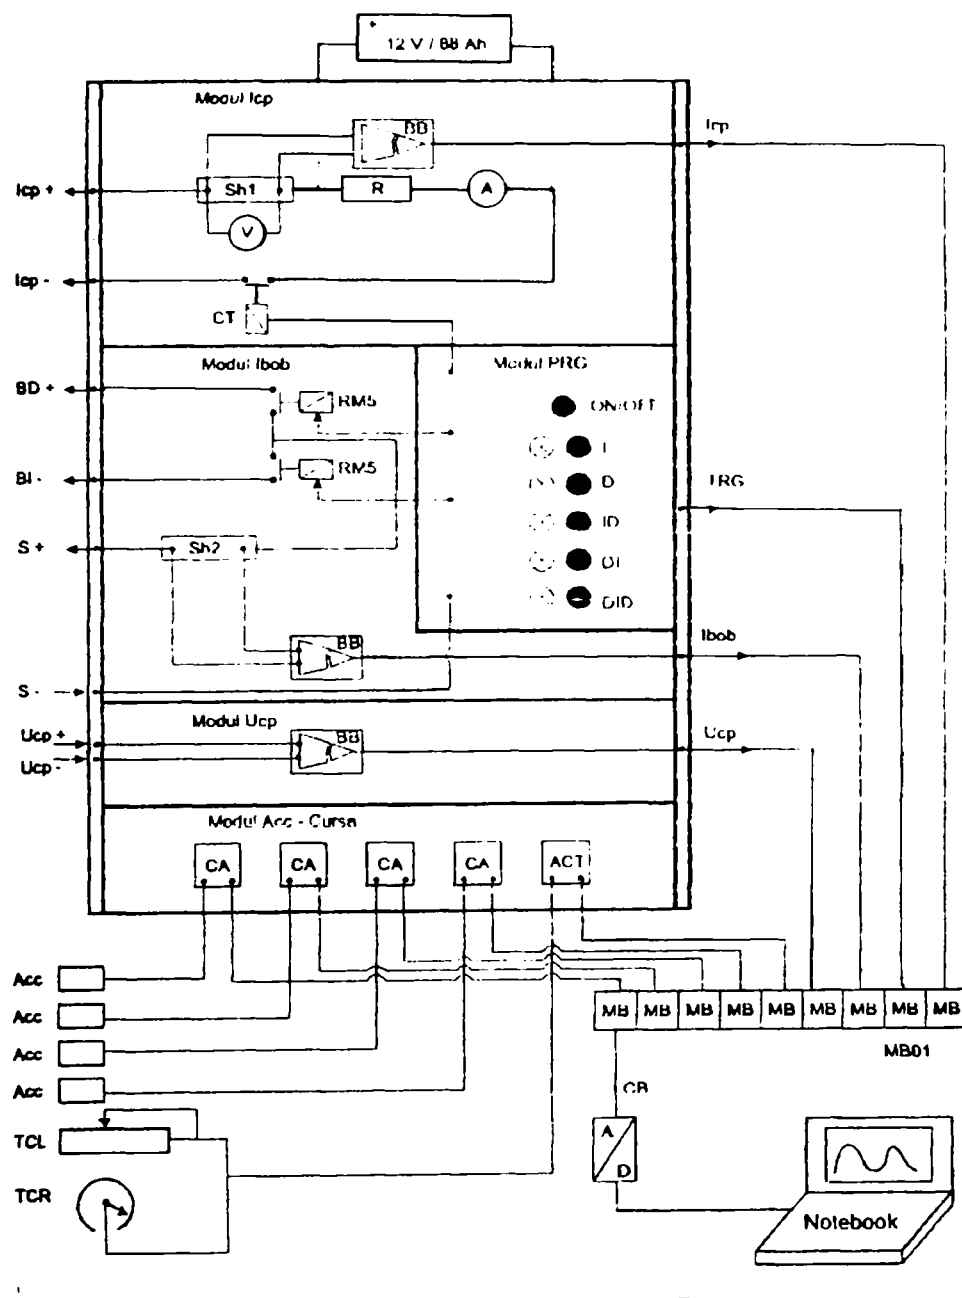 12 V / 88 Ah
Modul Icp
BB
Icp
Icp +
Sh1
R
A
V
Icp -
CT
Modul Ibob
Modul PRG
BD +
RM5
ON/OFF
I
BI -
RM5
D
TRG
ID
S +
Sh2
DI
DID
BB
Ibob
S -
Modul Ucp
Ucp +
BB
Ucp
Ucp -
Modul Acc - Cursa
CA
CA
CA
CA
ACT
Acc
Acc
MB MB MB MB MB MB MB MB MB
Acc
MB01
Acc
CB
TCL
A
D
TCR
Notebook